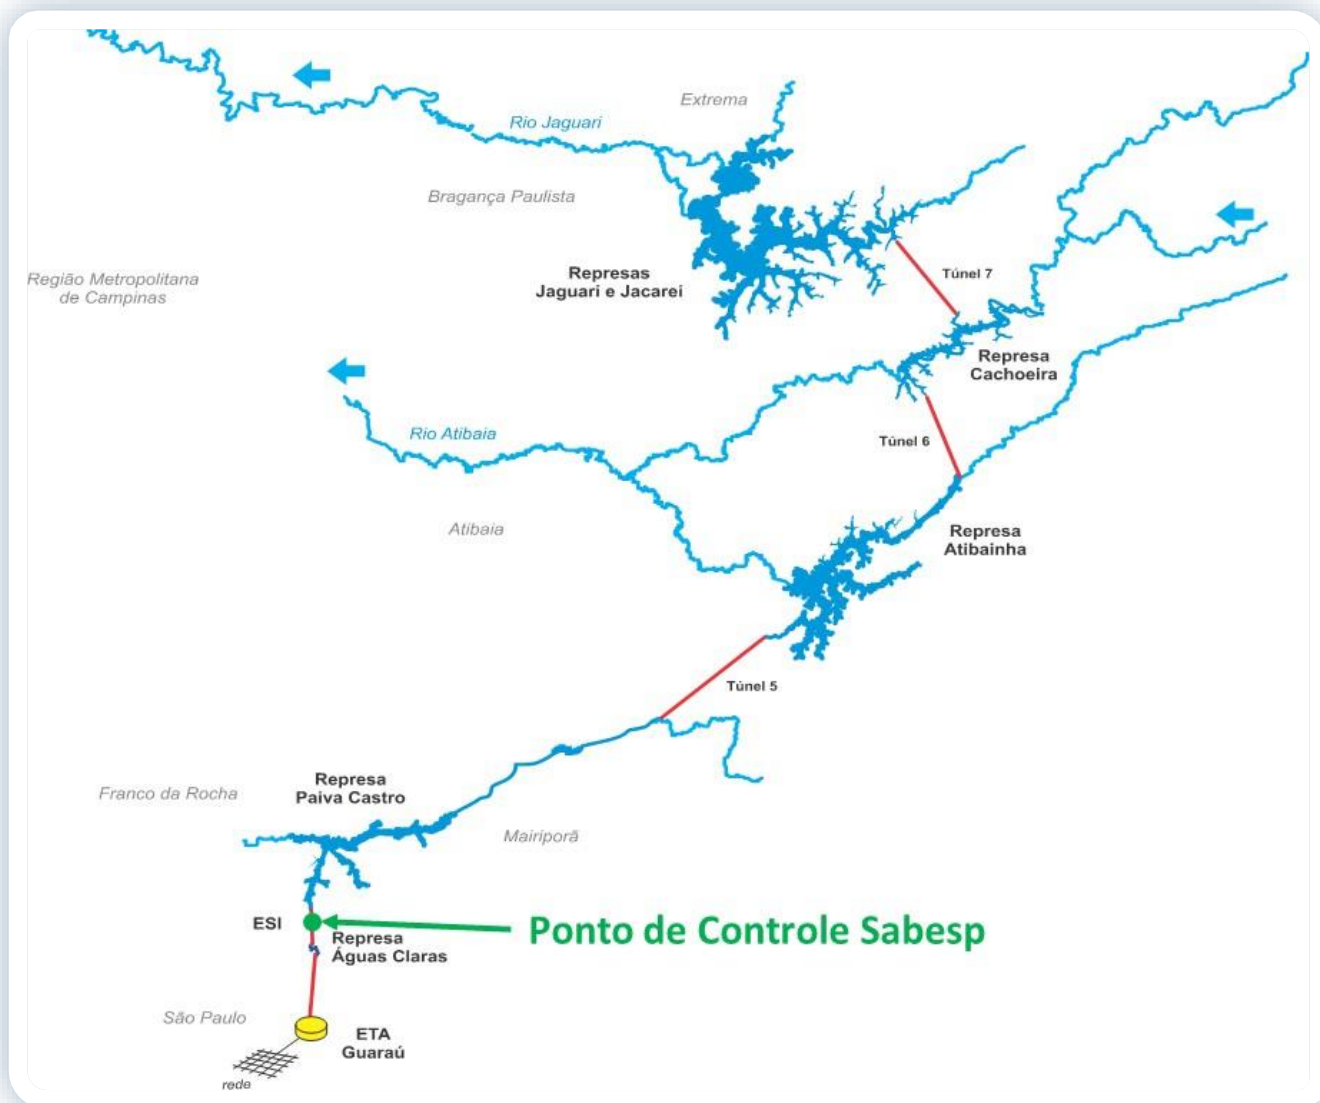 Extrema
Rio Jaguari
Bragança Paulista
Região Metropolitana
de Campinas
Represas
Jaguari e Jacarei
Túnel 7
Represa
Cachoeira
Rio Atibaia
Túnel 6
Atibaia
Represa
Atibainha
Túnel 5
Represa
Paiva Castro
Franco da Rocha
Mairiporã
ESI
Ponto de Controle Sabesp
Represa
Águas Claras
São Paulo
ETA
Guaraú
rede